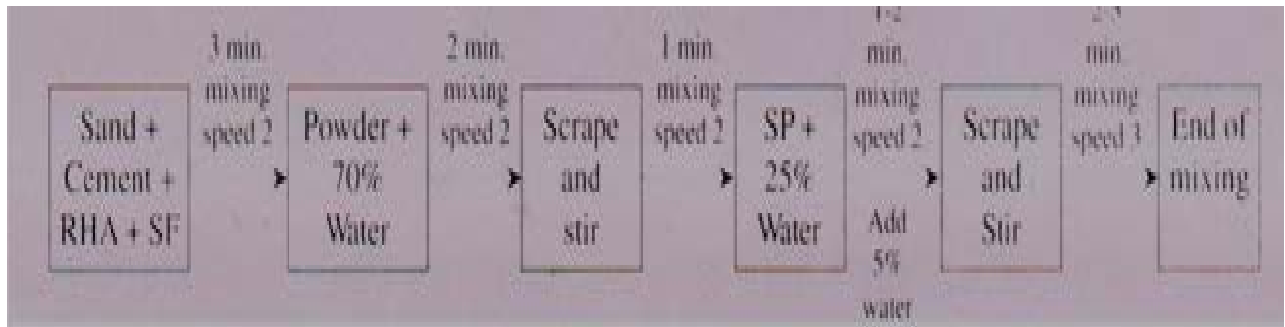 Sand +
Cement +
RHA + SF
3 min.
mixing
speed 2
Powder +
70%
Water
2 min.
mixing
speed 2
Scrape
and
stir
1 min.
mixing
speed 2
SP +
25%
Water
1-2
min.
mixing
speed 2
Add
5%
water
Scrape
and
Stir
min.
mixing
speed 3
End of
mixing